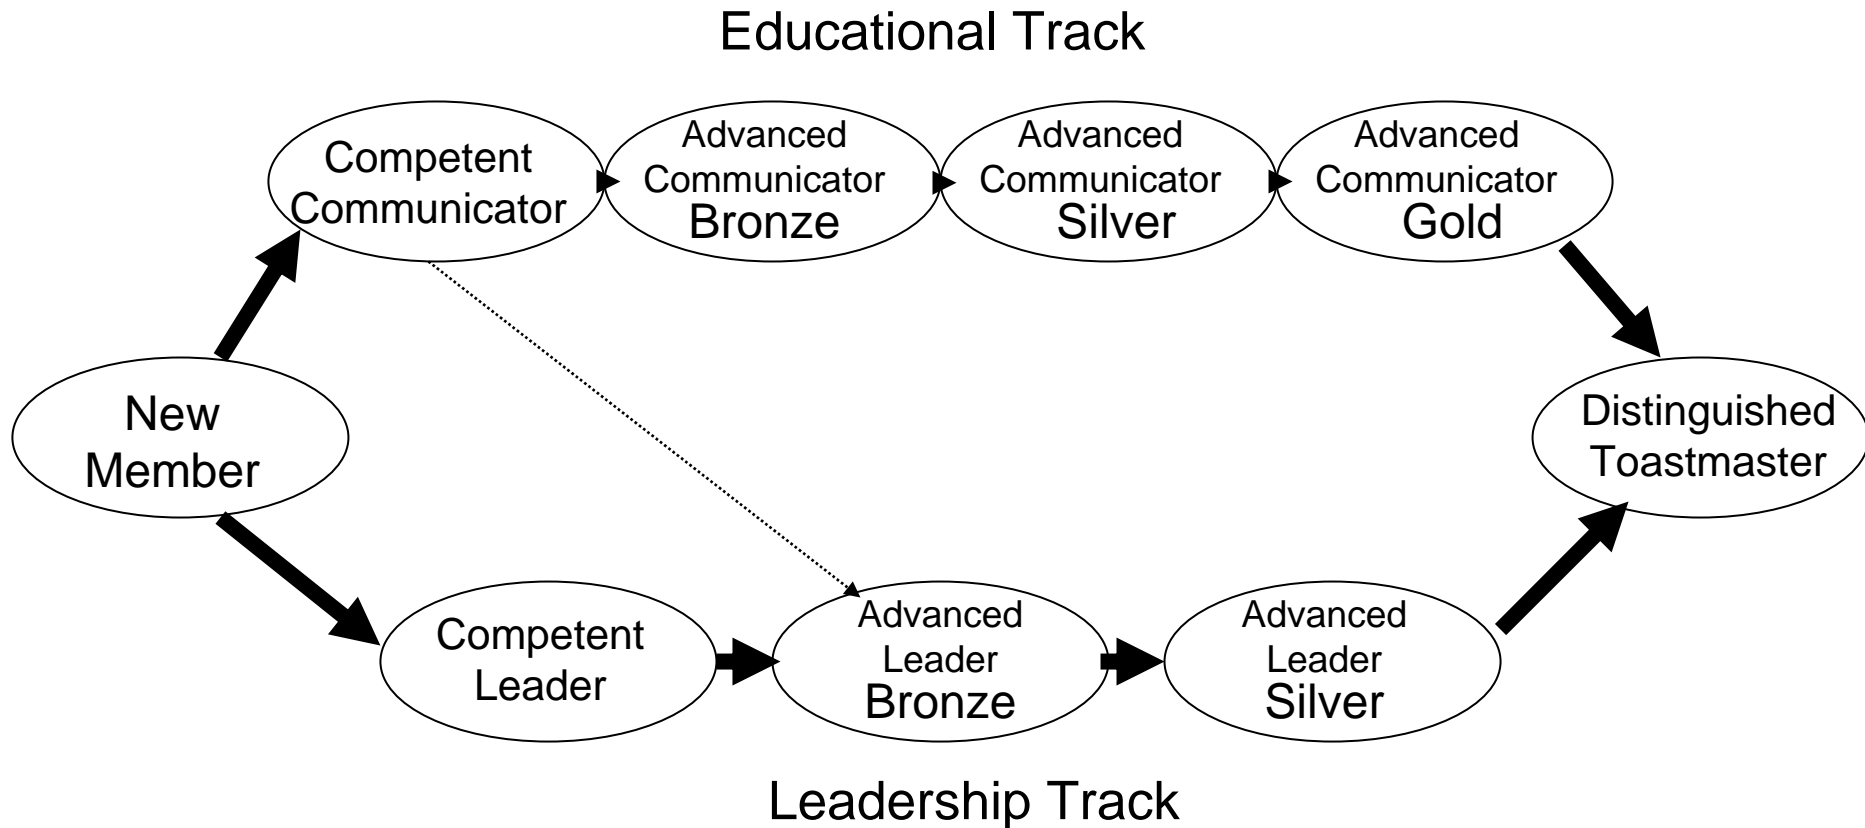 Educational Track
Competent
Communicator
Advanced
Communicator
Bronze
Advanced
Communicator
Silver
Advanced
Communicator
Gold
New
Member
Distinguished
Toastmaster
Competent
Leader
Advanced
Leader
Bronze
Advanced
Leader
Silver
Leadership Track